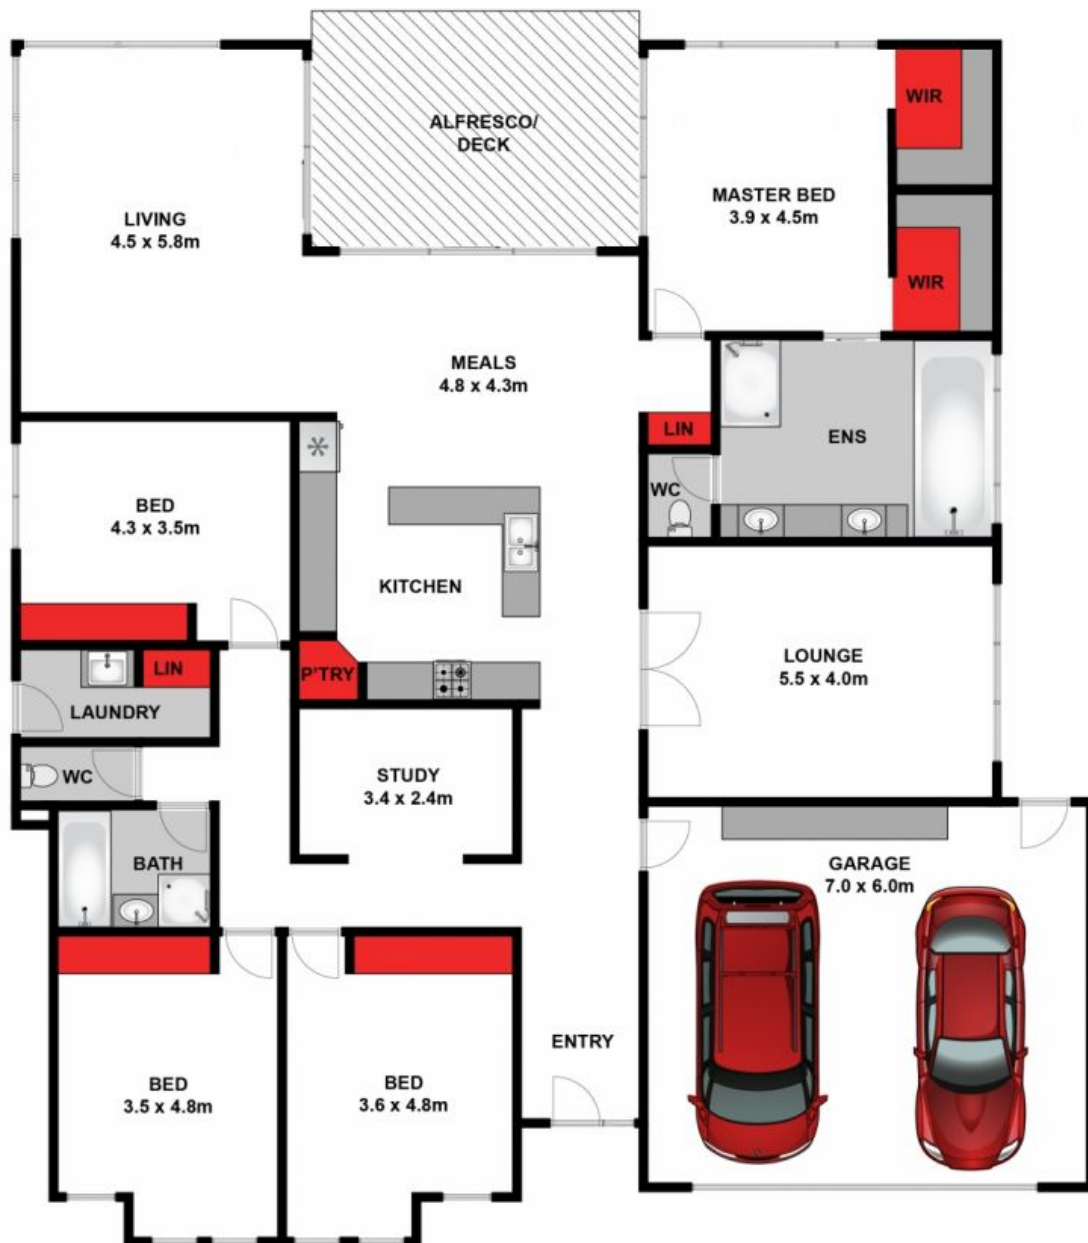 ALFRESCO/
DECK
WIR
LIVING
4.5 x 5.8m
MASTER BED
3.9 x 4.5m
WIR
MEALS
4.8 x 4.3m
LIN
ENS
WC
BED
4.3 x 3.5m
KITCHEN
LOUNGE
5.5 x 4.0m
P'TRY
LIN
LAUNDRY
WC
STUDY
3.4 x 2.4m
BATH
GARAGE
7.0 x 6.0m
ENTRY
BED
3.5 x 4.8m
BED
3.6 x 4.8m